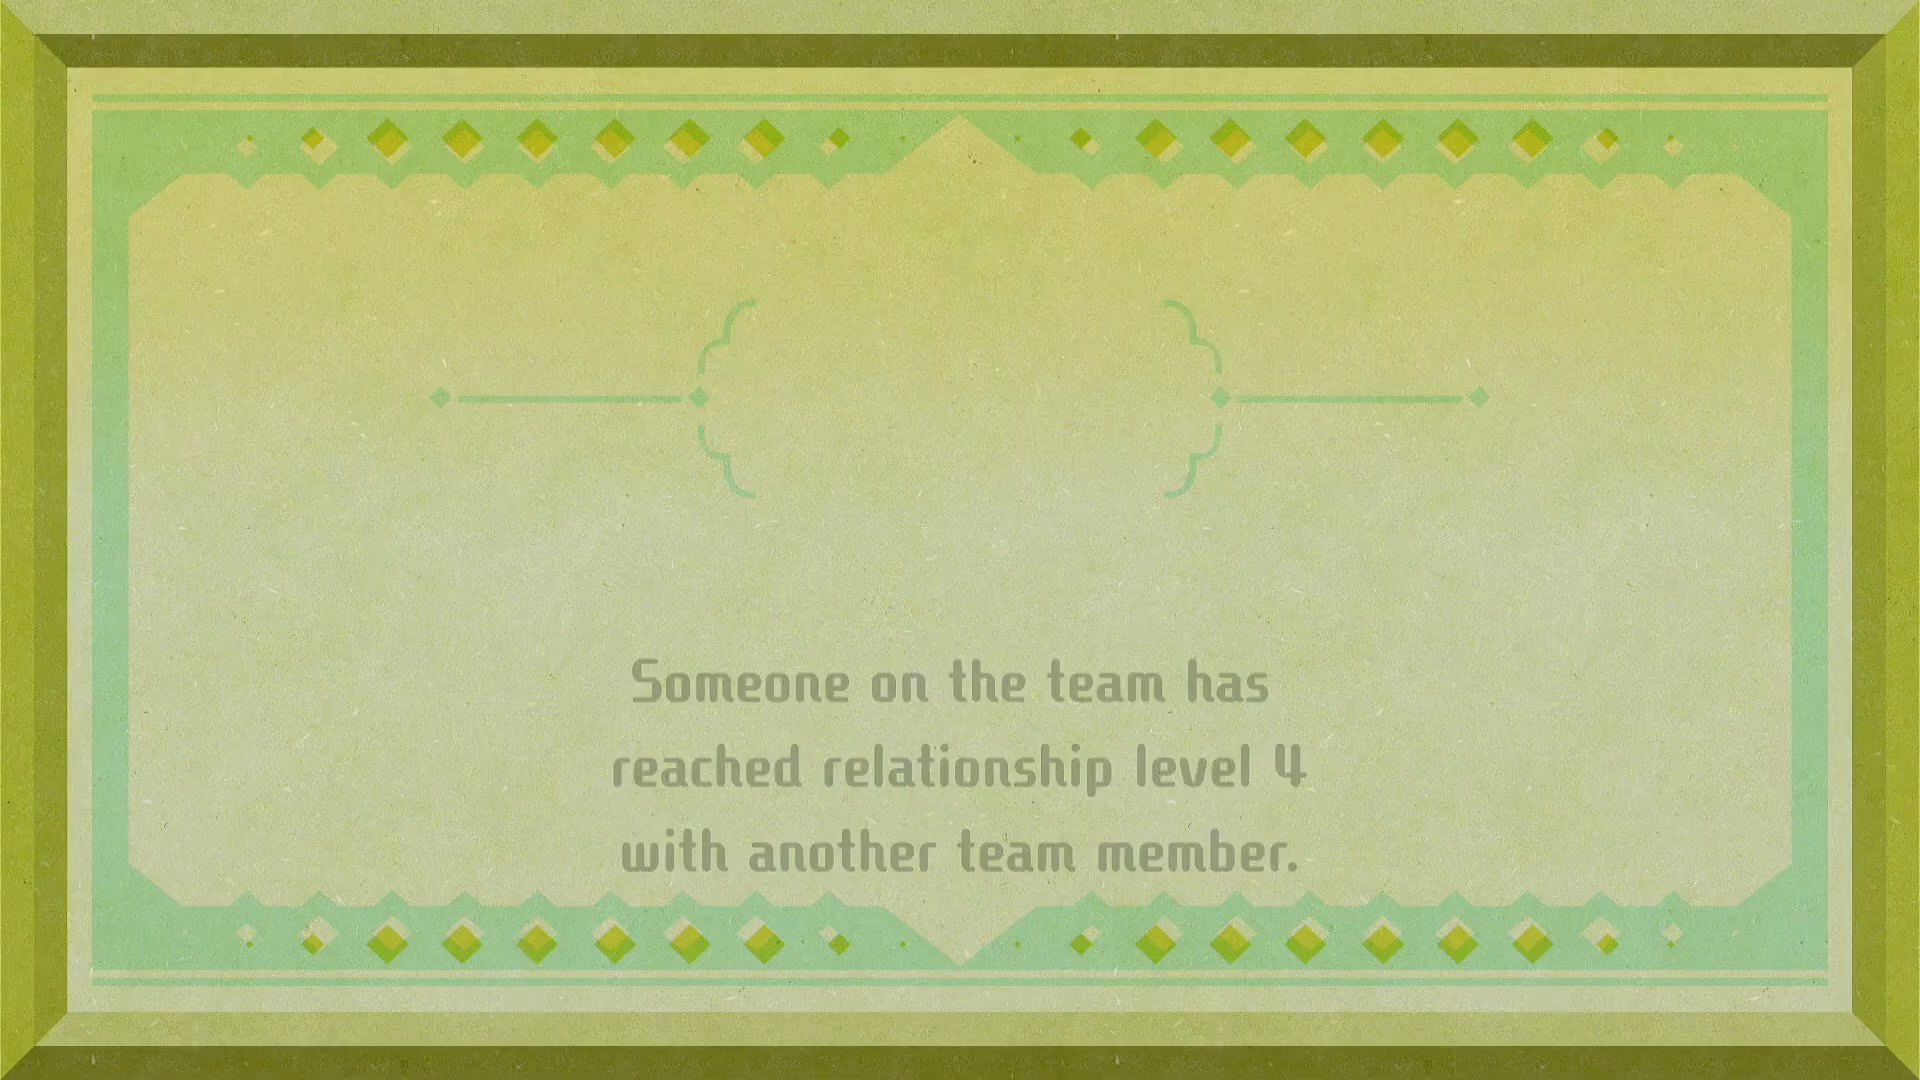 Someone on the team has
reached relationship level 4
with another team member.